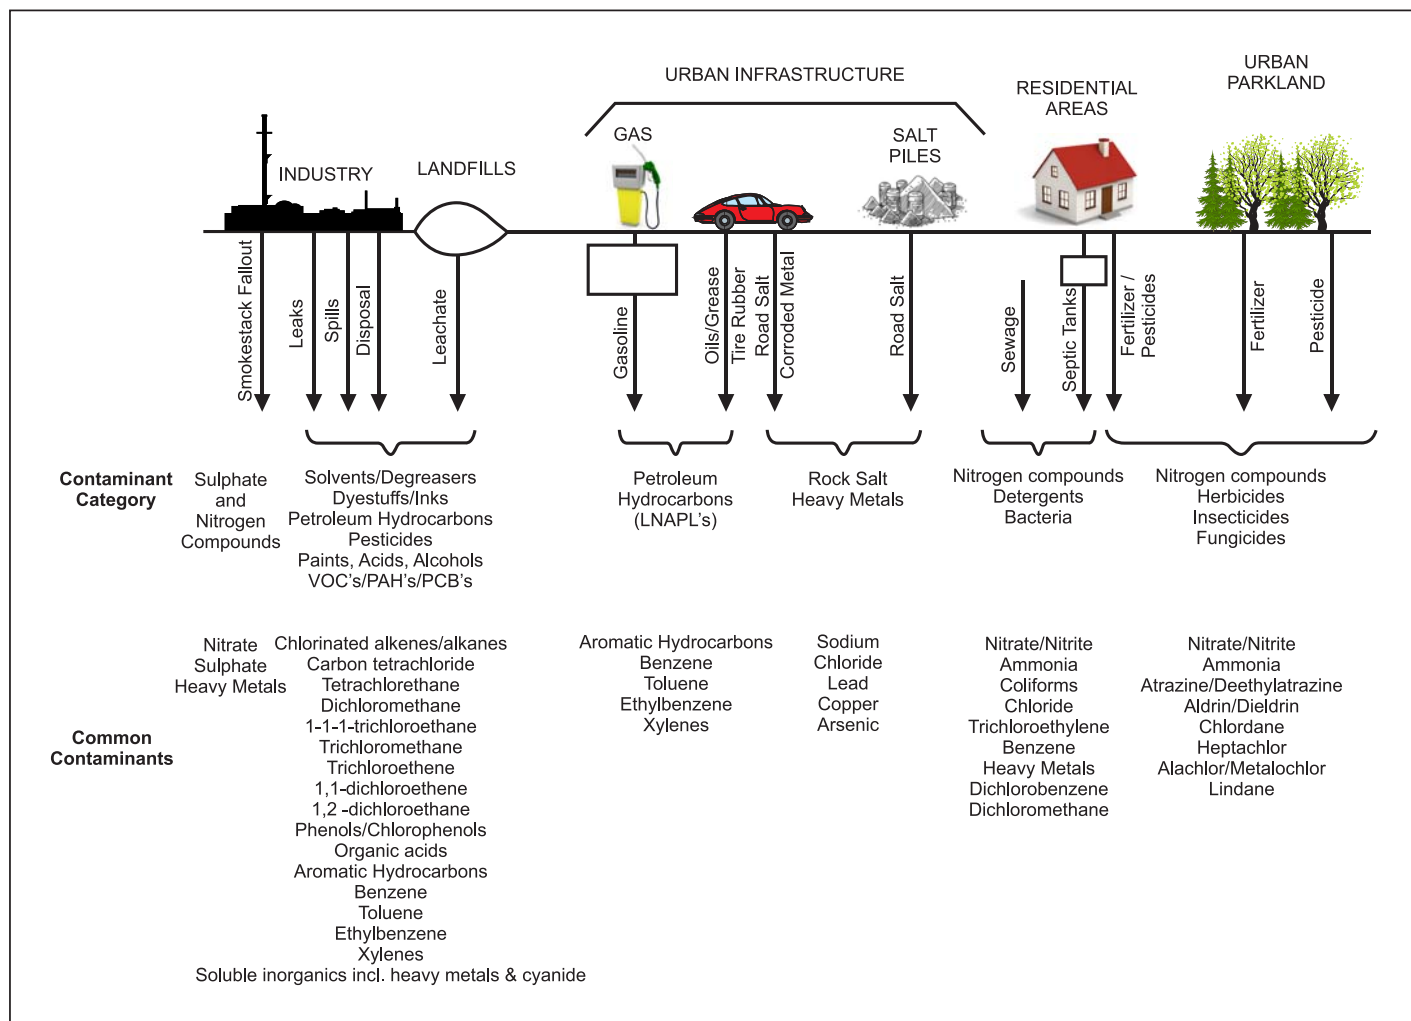 URBAN INFRASTRUCTURE
RESIDENTIAL
AREAS
URBAN
PARKLAND
GAS
SALT
PILES
INDUSTRY
LANDFILLS
Smokestack Fallout
Leaks
Spills
Disposal
Leachate
Gasoline
Oils/Grease
Tire Rubber
Road Salt
Corroded Metal
Road Salt
Sewage
Septic Tanks
Fertilizer /
Pesticides
Fertilizer
Pesticide
Contaminant
Category
Sulphate
and
Nitrogen
Compounds
Solvents/Degreasers
Dyestuffs/Inks
Petroleum Hydrocarbons
Pesticides
Paints, Acids, Alcohols
VOC's/PAH's/PCB's
Petroleum
Hydrocarbons
(LNAPL's)
Rock Salt
Heavy Metals
Nitrogen compounds
Detergents
Bacteria
Nitrogen compounds
Herbicides
Insecticides
Fungicides
Common
Contaminants
Nitrate
Sulphate
Heavy Metals
Chlorinated alkenes/alkanes
Carbon tetrachloride
Tetrachlorethane
Dichloromethane
1-1-1-trichloroethane
Trichloromethane
Trichloroethene
1,1-dichloroethene
1,2 -dichloroethane
Phenols/Chlorophenols
Organic acids
Aromatic Hydrocarbons
Benzene
Toluene
Ethylbenzene
Xylenes
Soluble inorganics incl. heavy metals & cyanide
Aromatic Hydrocarbons
Benzene
Toluene
Ethylbenzene
Xylenes
Sodium
Chloride
Lead
Copper
Arsenic
Nitrate/Nitrite
Ammonia
Coliforms
Chloride
Trichloroethylene
Benzene
Heavy Metals
Dichlorobenzene
Dichloromethane
Nitrate/Nitrite
Ammonia
Atrazine/Deethylatrazine
Aldrin/Dieldrin
Chlordane
Heptachlor
Alachlor/Metalochlor
Lindane